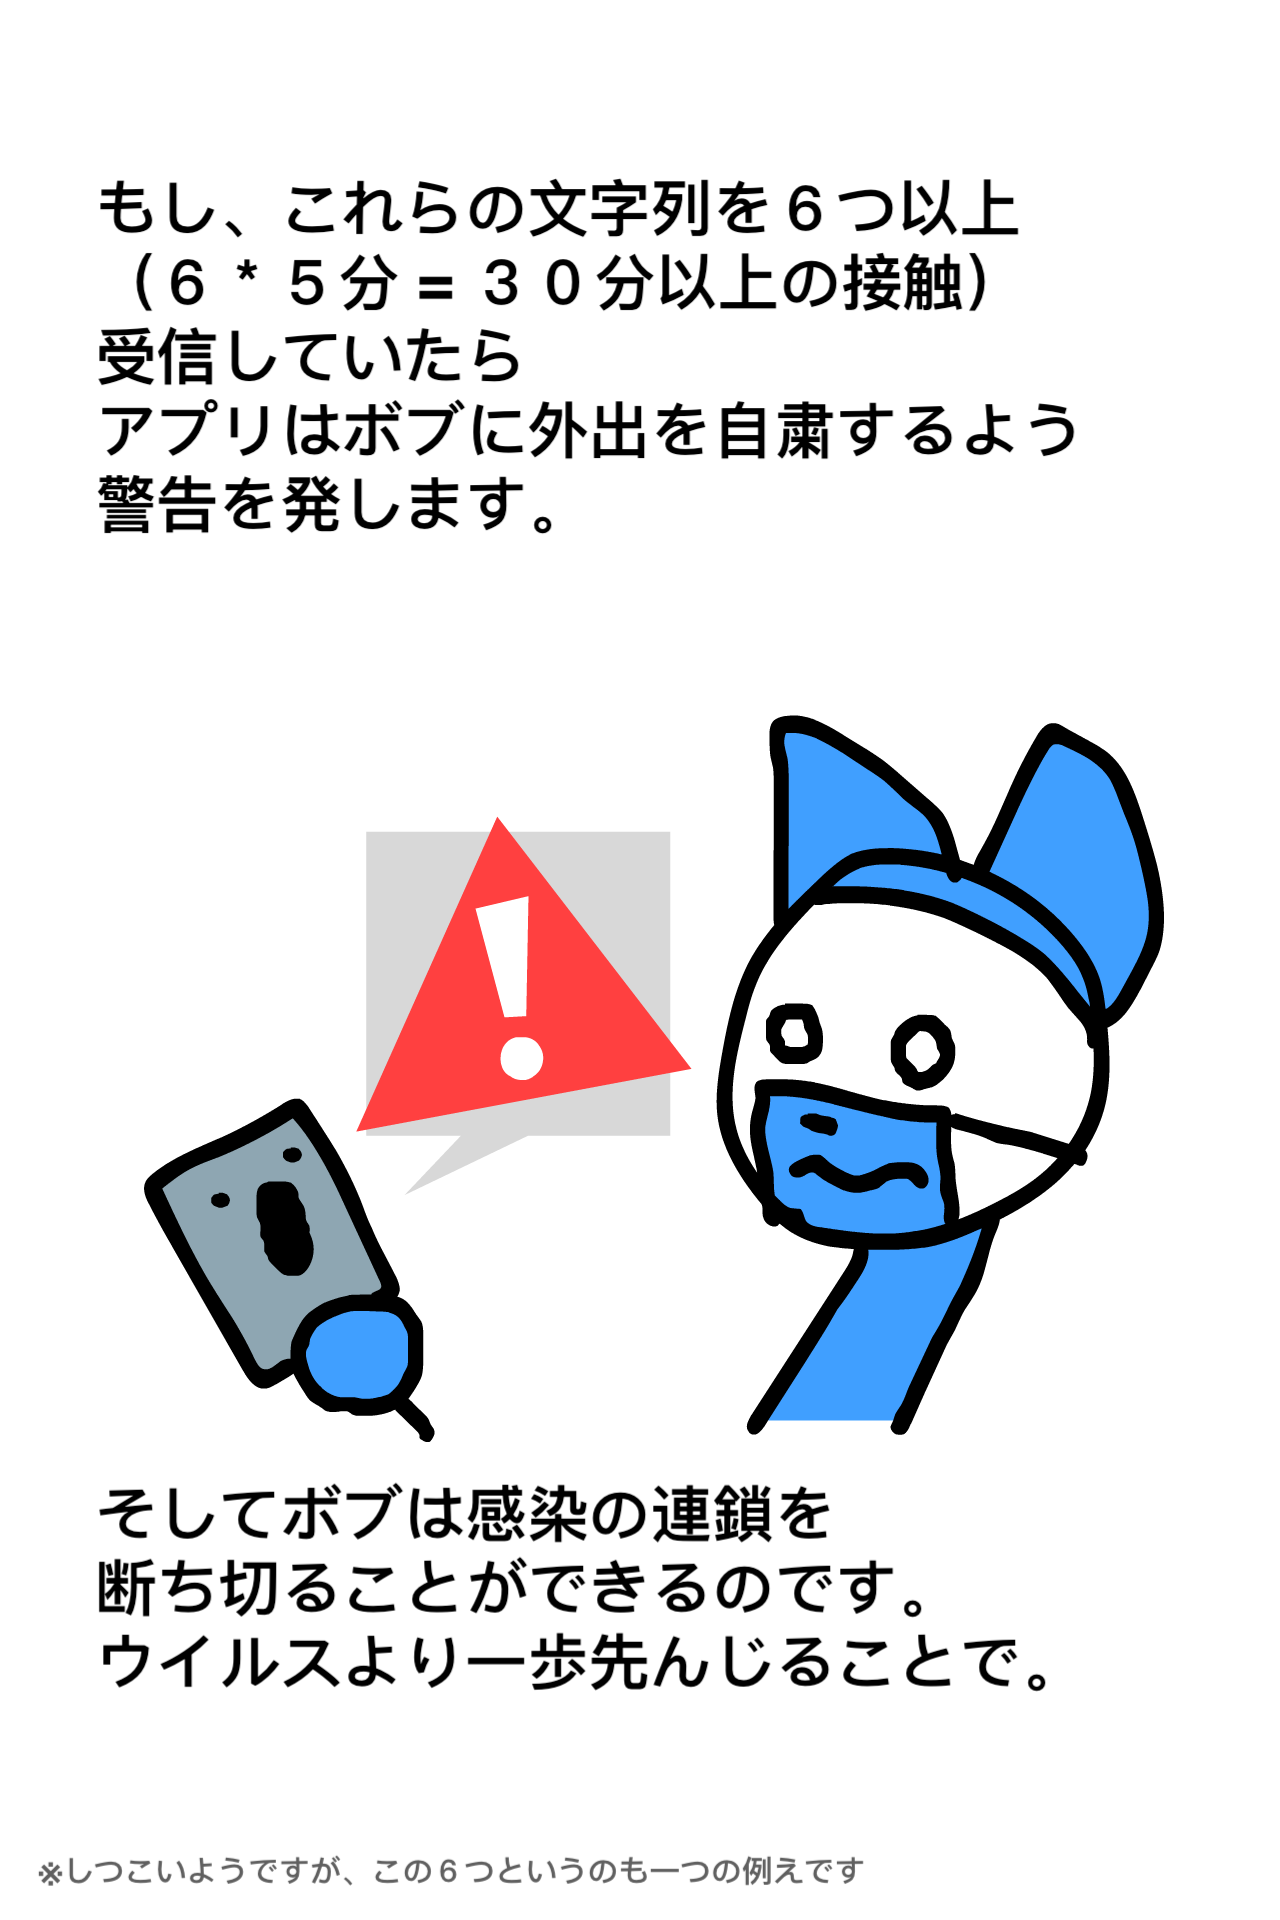 もし、これらの文字列を６つ以上
（６＊５分＝３０分以上の接触）
受信していたら
アプリはボブに外出を自粛するよう
警告を発します。
!
そしてボブは感染の連鎖を
断ち切ることができるのです。
ウイルスより一歩先んじることで。
※しつこいようですが、この６つというのも一つの例えです